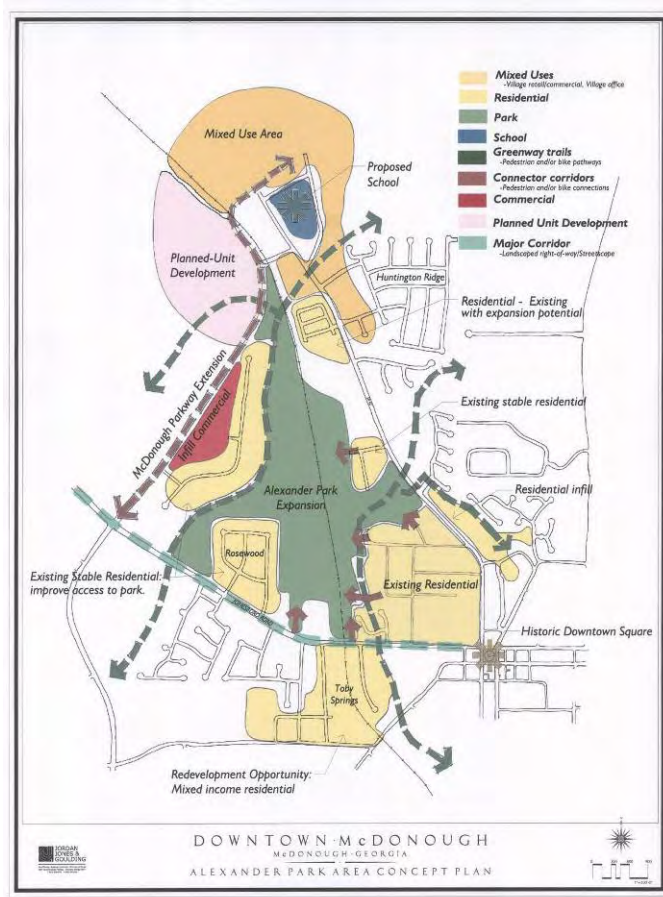 Mixed Uses
-Village retail/commercial, Village office
Residential
Park
School
Greenway trails
-Pedestrian and/or bike pathways
Connector corridors
-Pedestrian and/or bike connections
Commercial
Planned Unit Development
Major Corridor
-Landscaped right-of-way/Streetscape
Mixed Use Area
Proposed
School
Planned-Unit
Development
Huntington Ridge
Residential - Existing
with expansion potential
McDonough Parkway Extension
Infill Commercial
Existing stable residential
Alexander Park
Expansion
Residential infill
Rosewood
Existing Stable Residential:
improve access to park.
Existing Residential
Historic Downtown Square
Toby
Springs
Redevelopment Opportunity:
Mixed income residential
JORDAN
JONES &
GOULDING
DOWNTOWN McDONOUGH
McDONOUGH GEORGIA
ALEXANDER PARK AREA CONCEPT PLAN